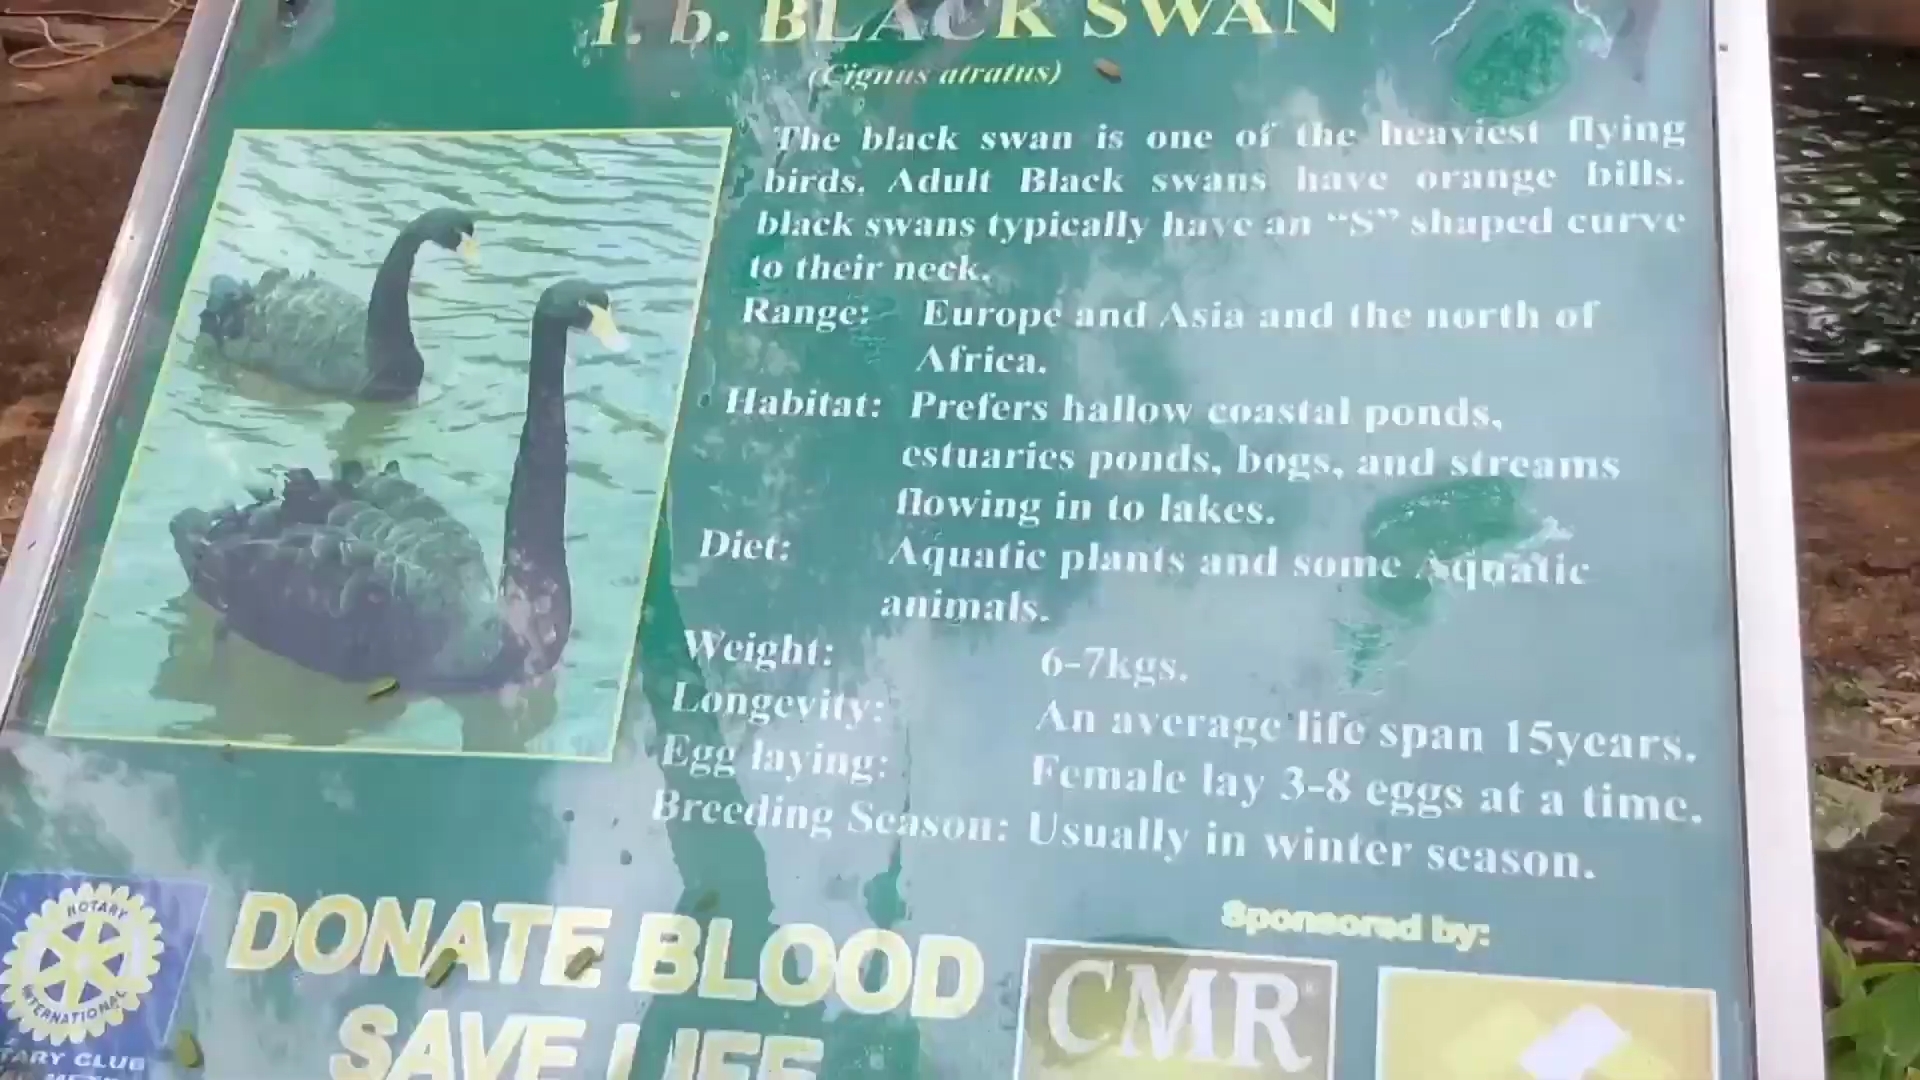 1. b. BLACK SWAN
(Cignus atratus)
The black swan is one of the heaviest flying
birds. Adult Black swans have orange bills.
black swans typically have an “S” shaped curve
to their neck.
Range: Europe and Asia and the north of
Africa.
Habitat: Prefers hallow coastal ponds,
estuaries ponds, bogs, and streams
flowing in to lakes.
Diet: Aquatic plants and some Aquatic
animals.
Weight: 6-7kgs.
Longevity: An average life span 15years.
Egg laying: Female lay 3-8 eggs at a time.
Breeding Season: Usually in winter season.
Sponsored by:
ROTARY
INTERNATIONAL
DONATE BLOOD
SAVE LIFE
CMR
CLUB